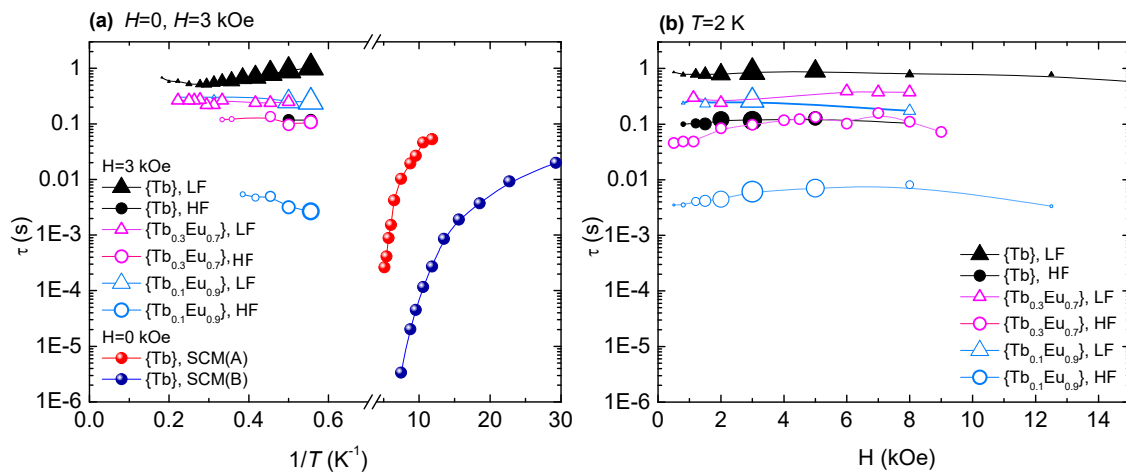 (a) H=0, H=3 kOe
τ (s)
1
0.1
0.01
1E-3
1E-4
1E-5
1E-6
H=3 kOe
{Tb}, LF
{Tb}, HF
{Tb0.3Eu0.7}, LF
{Tb0.3Eu0.7}, HF
{Tb0.1Eu0.9}, LF
{Tb0.1Eu0.9}, HF
H=0 kOe
{Tb}, SCM(A)
{Tb}, SCM(B)
0.0 0.2 0.4 0.6 10 20 30
1/T (K-1)
(b) T=2 K
τ (s)
1
0.1
0.01
1E-3
1E-4
1E-5
1E-6
{Tb}, LF
{Tb}, HF
{Tb0.3Eu0.7}, LF
{Tb0.3Eu0.7}, HF
{Tb0.1Eu0.9}, LF
{Tb0.1Eu0.9}, HF
0 2 4 6 8 10 12 14
H (kOe)